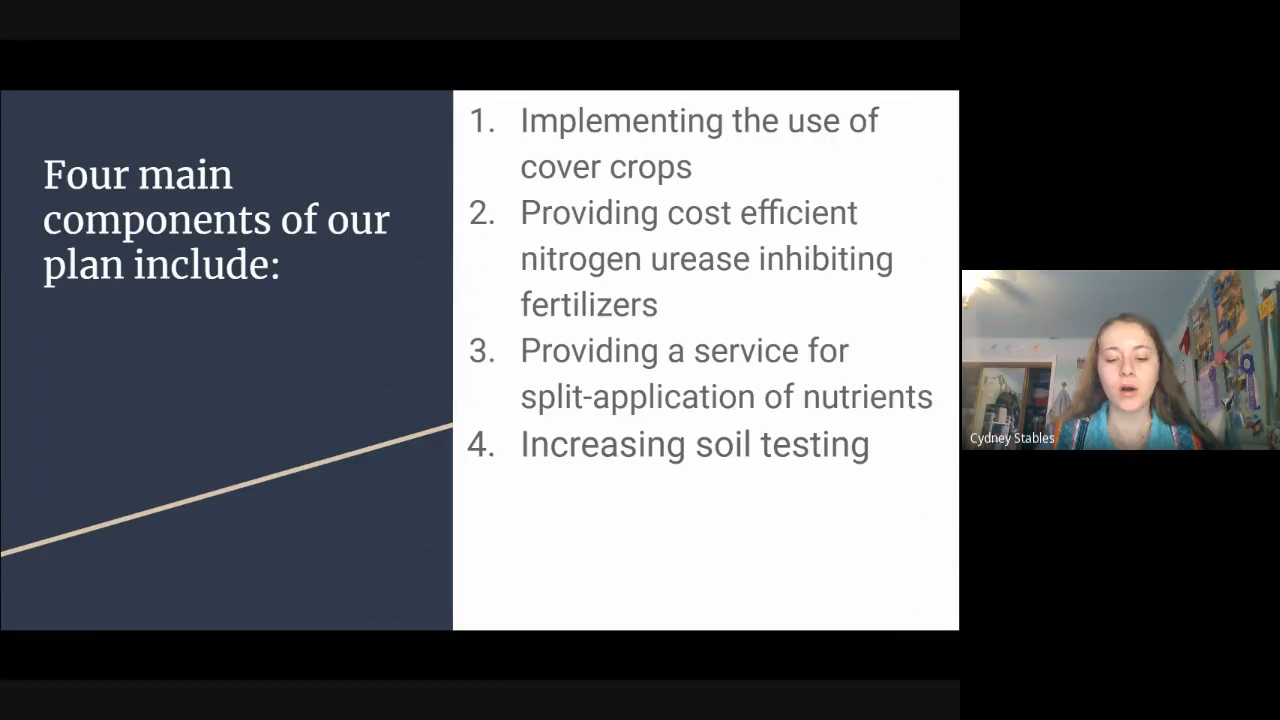 Four main
components of our
plan include:
1. Implementing the use of
cover crops
2. Providing cost efficient
nitrogen urease inhibiting
fertilizers
3. Providing a service for
split-application of nutrients
4. Increasing soil testing
Cydney Stables